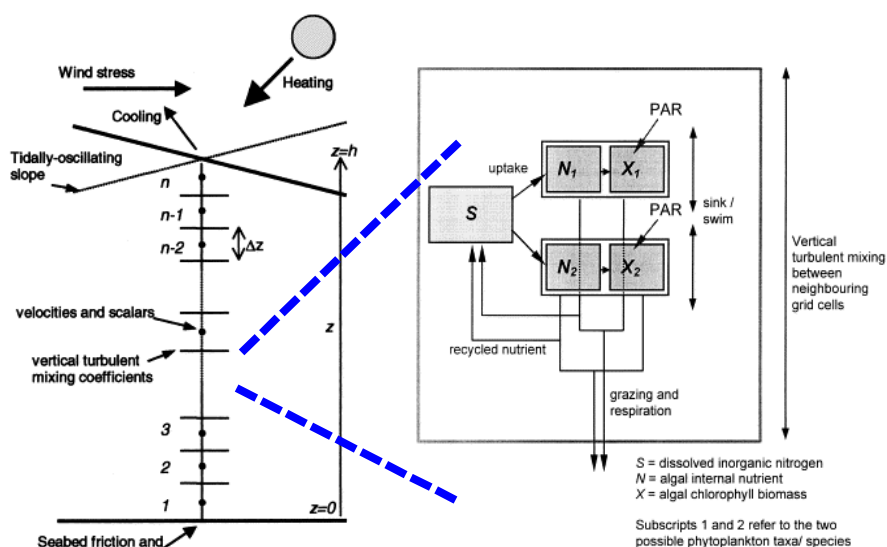 Wind stress
Heating
Cooling
Tidally-oscillating
slope
z=h
n
n-1
n-2
Δz
velocities and scalars
z
vertical turbulent
mixing coefficients
3
2
1
z=0
Seabed friction and
PAR
uptake
N1
X1
S
sink /
swim
PAR
N2
X2
recycled nutrient
grazing and
respiration
Vertical
turbulent mixing
between
neighbouring
grid cells
S = dissolved inorganic nitrogen
N = algal internal nutrient
X = algal chlorophyll biomass
Subscripts 1 and 2 refer to the two
possible phytoplankton taxa/ species